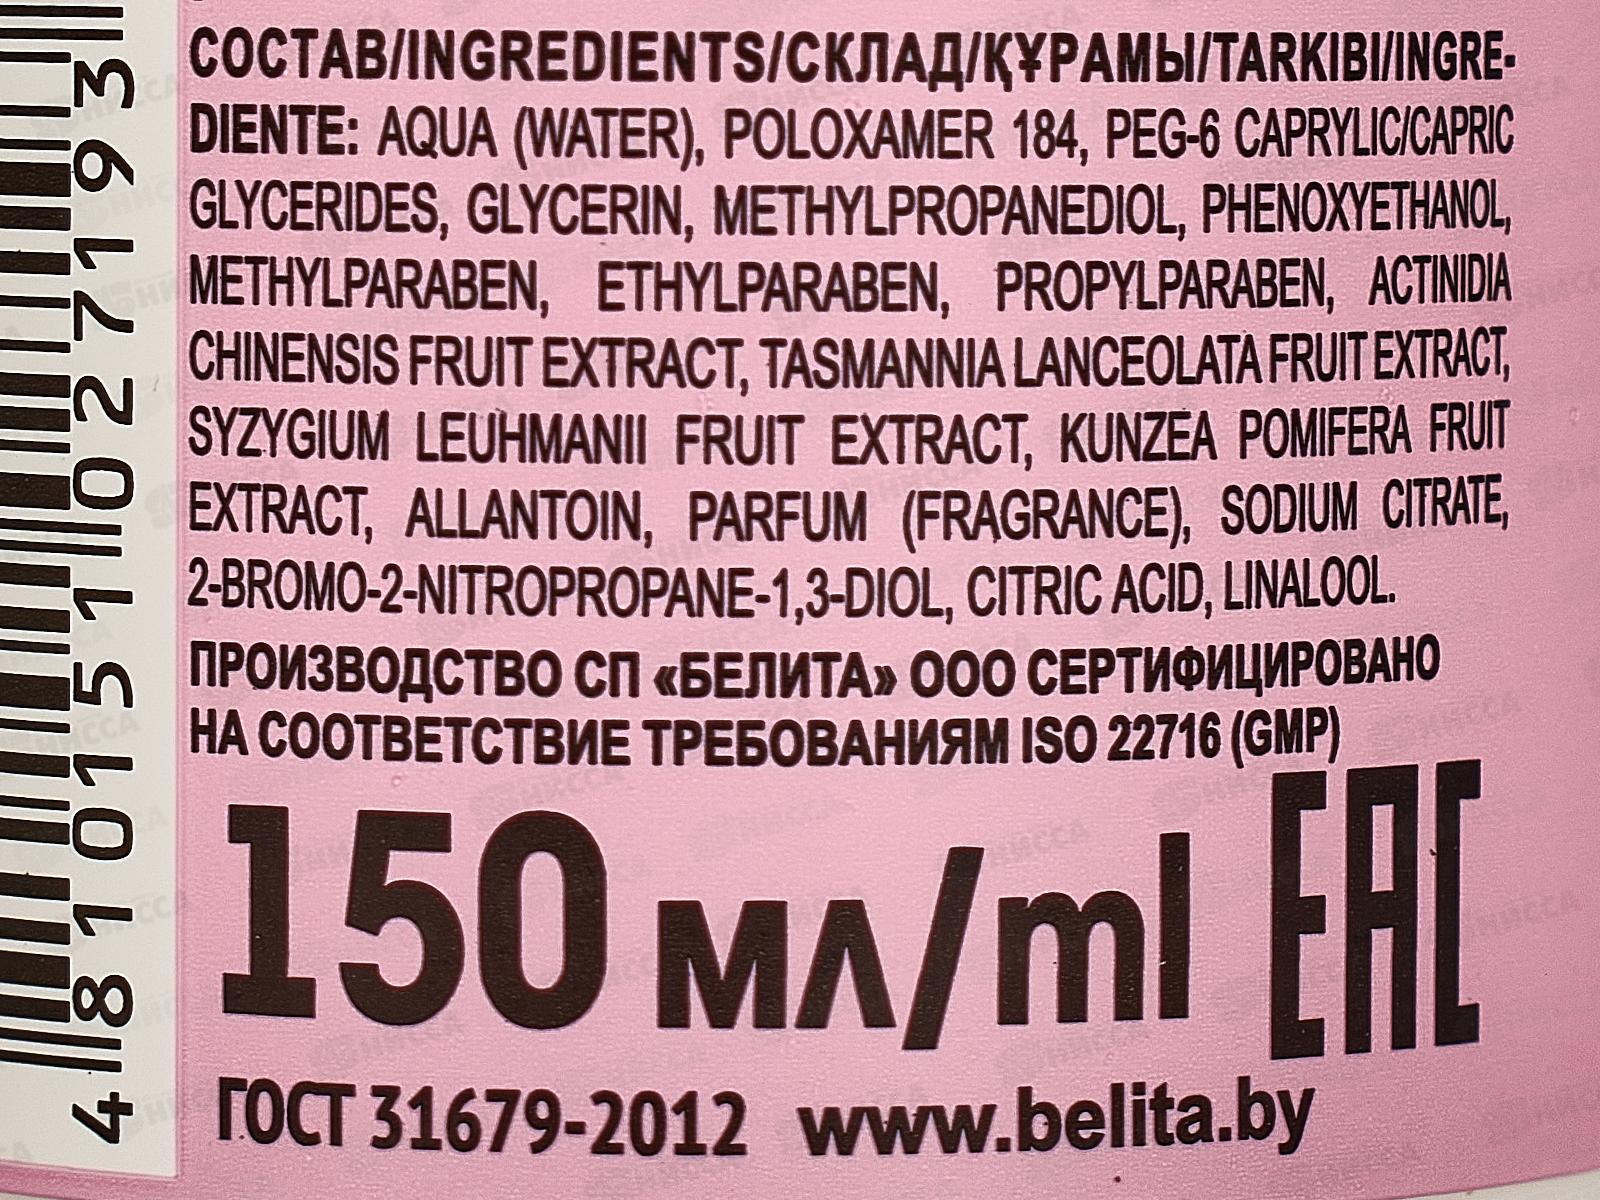 СОСТАВ/INGREDIENTS/СКЛАД/ҚҰРАМЫ/TARKIBI/INGRE-
DIENTE: AQUA (WATER), POLOXAMER 184, PEG-6 CAPRYLIC/CAPRIC
GLYCERIDES, GLYCERIN, METHYLPROPANEDIOL, PHENOXYETHANOL,
METHYLPARABEN, ETHYLPARABEN, PROPYLPARABEN, ACTINIDIA
CHINENSIS FRUIT EXTRACT, TASMANNIA LANCEOLATA FRUIT EXTRACT,
SYZYGIUM LEUHMANII FRUIT EXTRACT, KUNZEA POMIFERA FRUIT
EXTRACT, ALLANTOIN, PARFUM (FRAGRANCE), SODIUM CITRATE,
2-BROMO-2-NITROPROPANE-1,3-DIOL, CITRIC ACID, LINALOOL.
ПРОИЗВОДСТВО СП «БЕЛИТА» ООО СЕРТИФИЦИРОВАНО
НА СООТВЕТСТВИЕ ТРЕБОВАНИЯМ ISO 22716 (GMP)
150 мл/ml EAC
ГОСТ 31679-2012 www.belita.by
4810151027193